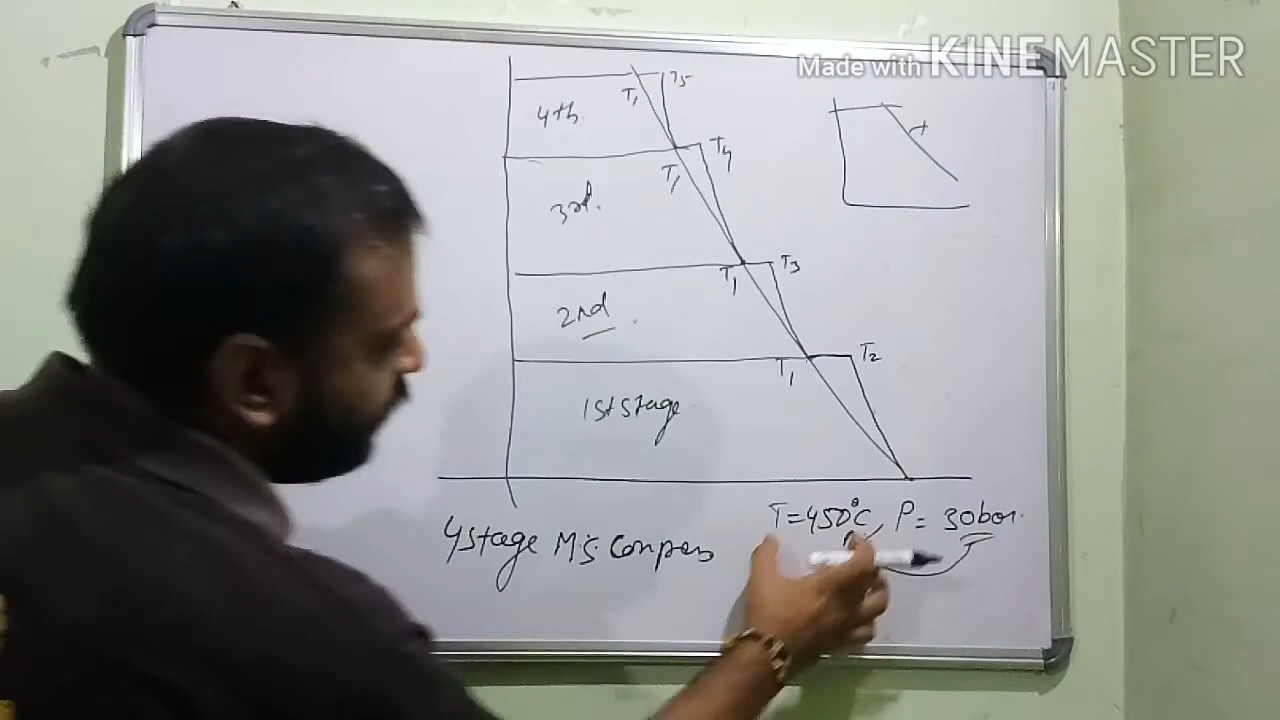 Made with KINEMASTER
T5
T1
4th.
T4
T1
3rd.
T3
T1
2nd
T2
T1
1st stage
T=450°C, P = 30bar.
4stage M.S. Compres